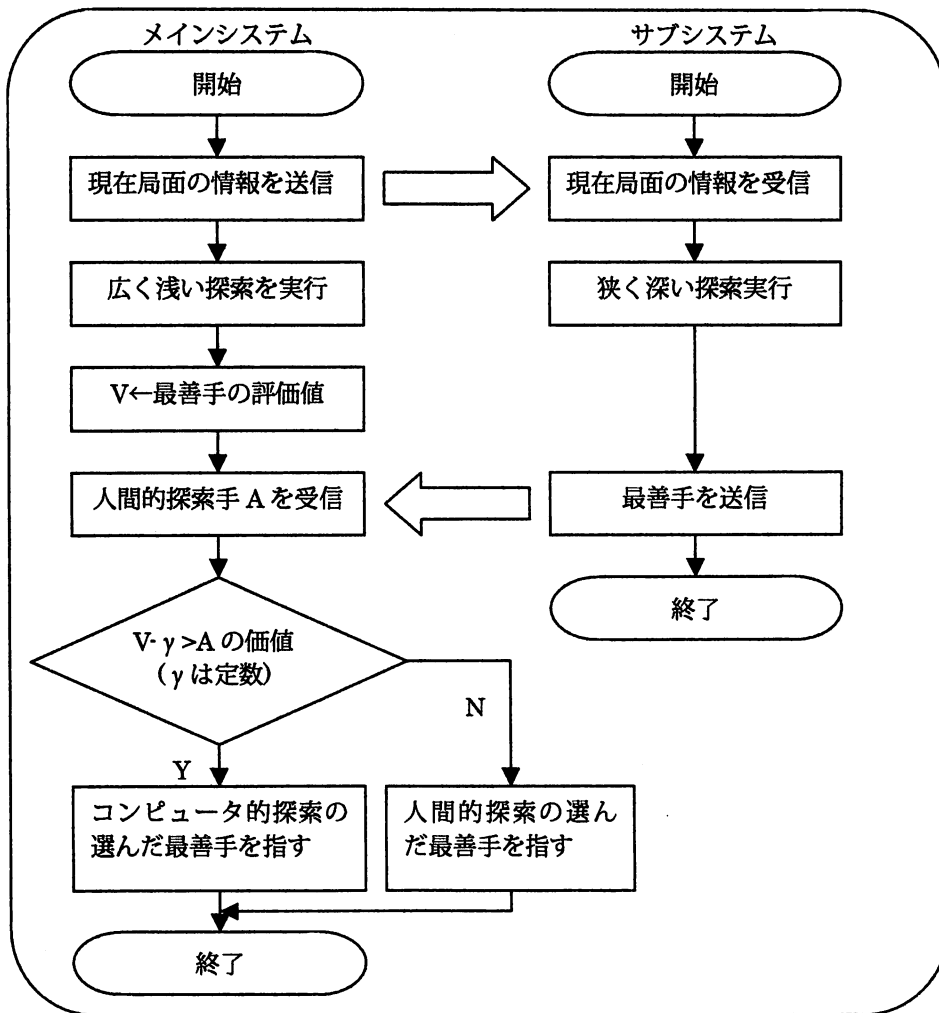 メインシステム
サブシステム
開始
開始
現在局面の情報を送信
現在局面の情報を受信
広く浅い探索を実行
狭く深い探索実行
V←最善手の評価値
人間的探索手 A を受信
最善手を送信
終了
V-γ>A の価値
(γは定数)
N
Y
コンピュータ的探索の
選んだ最善手を指す
人間的探索の選ん
だ最善手を指す
終了